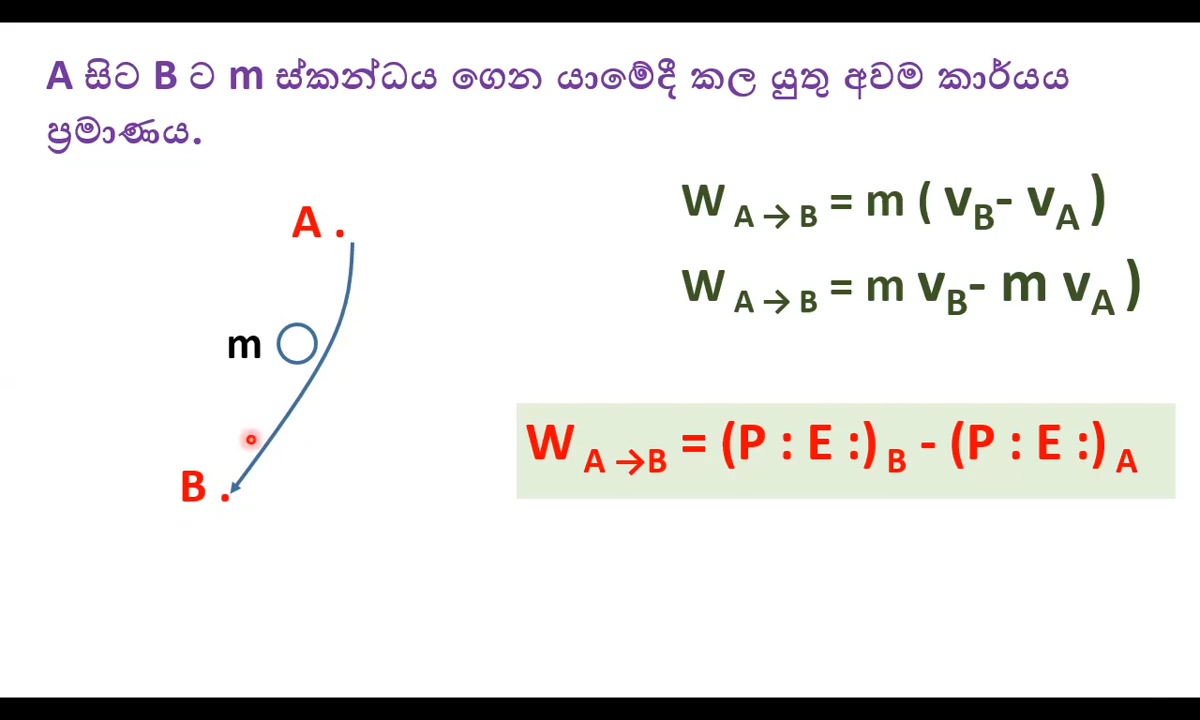 A සිට B ට m ස්කන්ධය ගෙන යාමේදී කල යුතු අවම කාර්යය
ප්‍රමාණය.
W A → B = m ( vB- vA )
W A → B = m vB- m vA )
A .
m
B .
W A →B = (P : E :) B - (P : E :) A